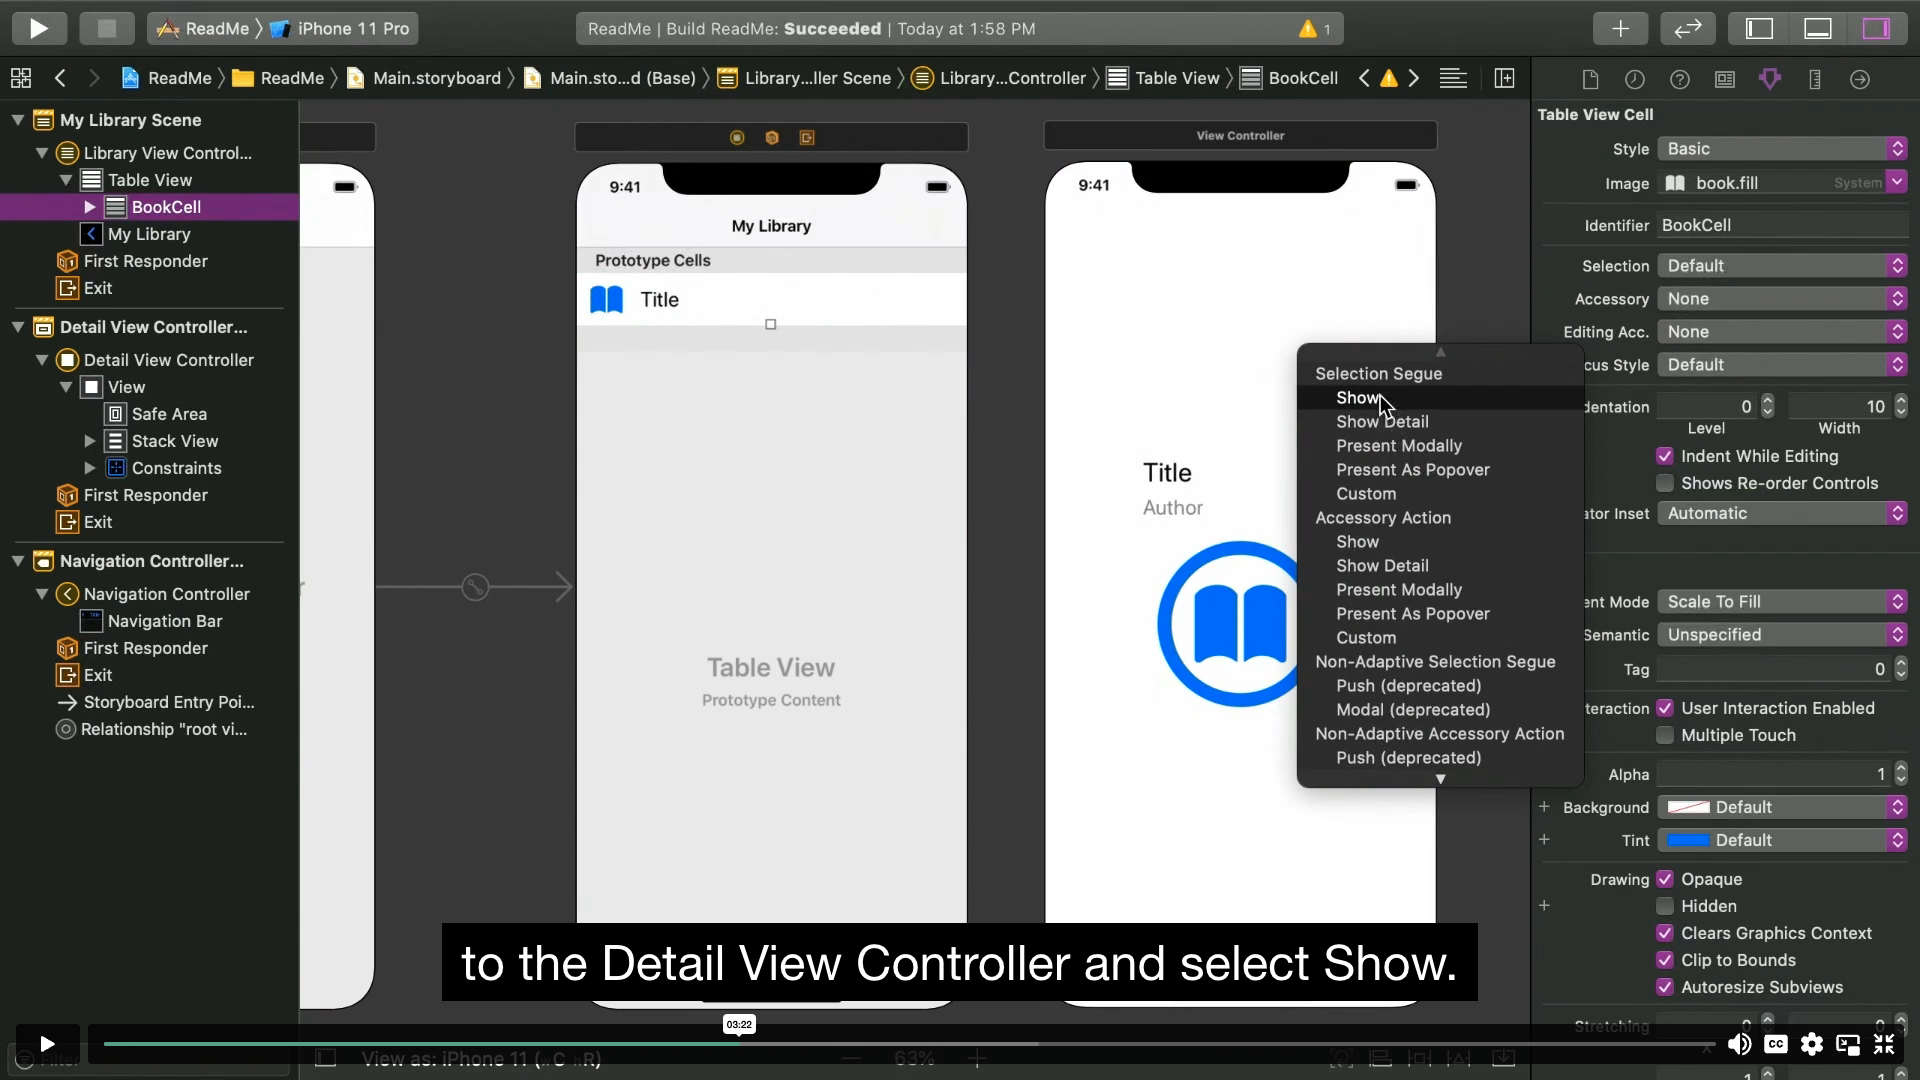 ReadMe
iPhone 11 Pro
ReadMe | Build ReadMe: Succeeded | Today at 1:58 PM
1
ReadMe
ReadMe
Main.storyboard
Main.sto...d (Base)
Library...ller Scene
Library...Controller
Table View
BookCell
My Library Scene
Library View Control...
Table View
BookCell
My Library
First Responder
Exit
Detail View Controller...
Detail View Controller
View
Safe Area
Stack View
Constraints
First Responder
Exit
Navigation Controller...
Navigation Controller
Navigation Bar
First Responder
Exit
Storyboard Entry Poi...
Relationship "root vi...
Filter
9:41
My Library
Prototype Cells
Title
Table View
Prototype Content
View Controller
9:41
Title
Author
Selection Segue
Show
Show Detail
Present Modally
Present As Popover
Custom
Accessory Action
Show
Show Detail
Present Modally
Present As Popover
Custom
Non-Adaptive Selection Segue
Push (deprecated)
Modal (deprecated)
Non-Adaptive Accessory Action
Push (deprecated)
Table View Cell
Style Basic
Image book.fill System
Identifier BookCell
Selection Default
Accessory None
Editing Acc. None
cus Style Default
dentation 0 10
Level Width
Indent While Editing
Shows Re-order Controls
ator Inset Automatic
ent Mode Scale To Fill
Semantic Unspecified
Tag 0
teraction User Interaction Enabled
Multiple Touch
Alpha 1
Background Default
Tint Default
Drawing Opaque
Hidden
Clears Graphics Context
Clip to Bounds
Autoresize Subviews
Stretching 0 0
1 1
to the Detail View Controller and select Show.
03:22
View as: iPhone 11 (wC hR)
63%
CC